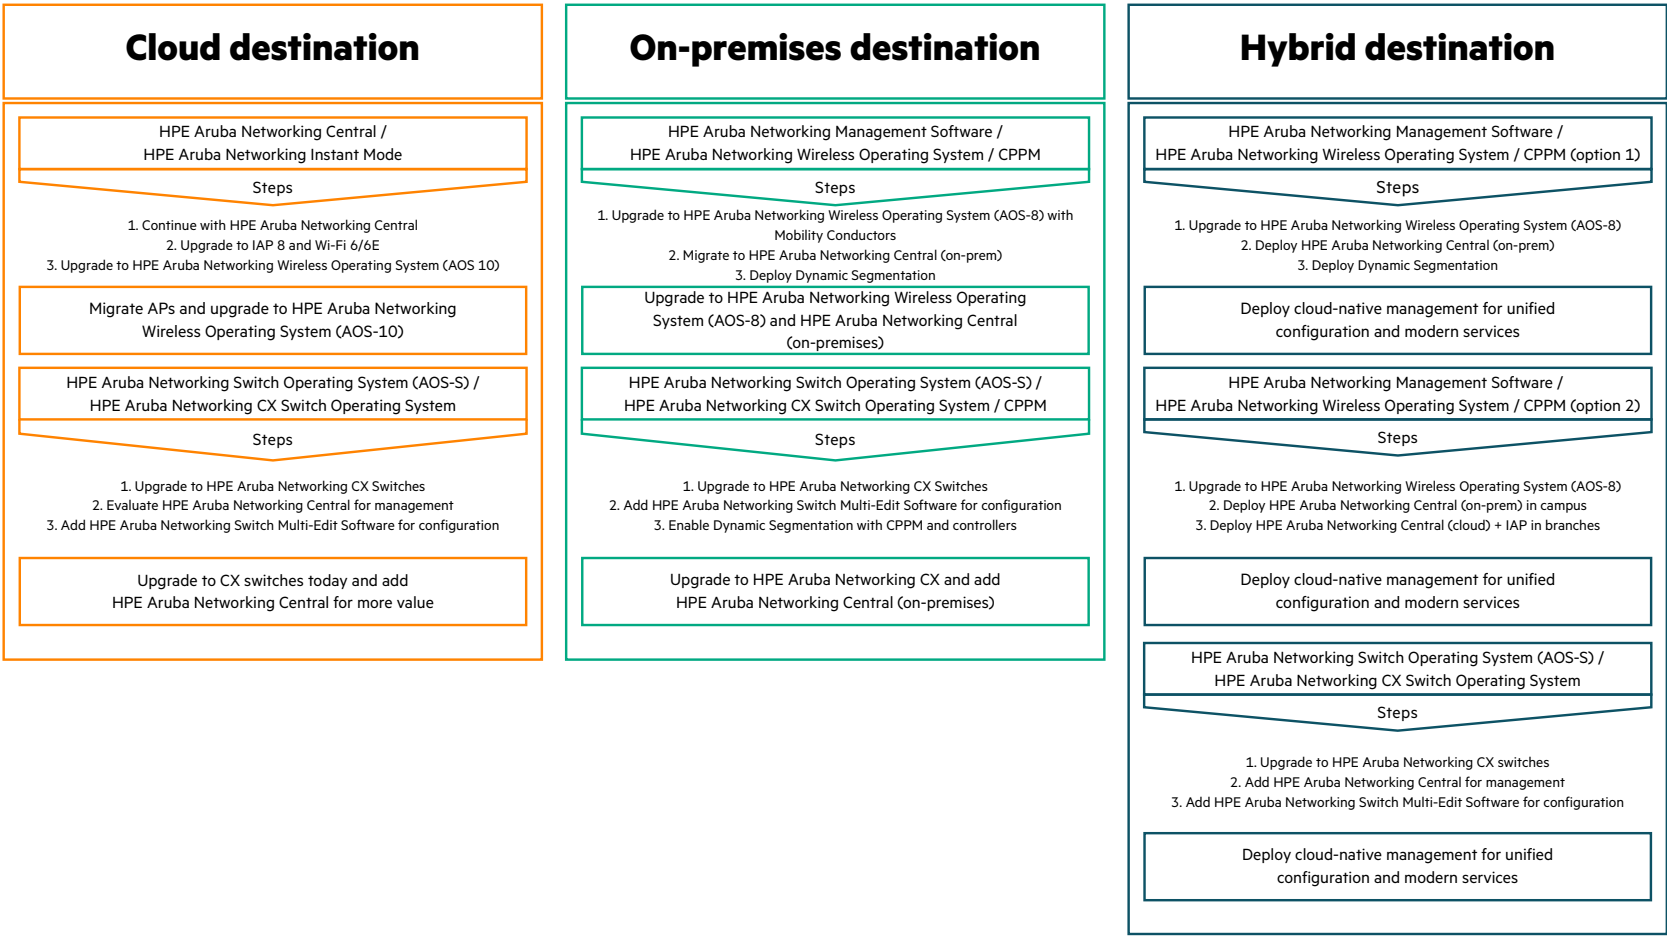 Cloud destination
HPE Aruba Networking Central /
HPE Aruba Networking Instant Mode
Steps
1. Continue with HPE Aruba Networking Central
2. Upgrade to IAP 8 and Wi-Fi 6/6E
3. Upgrade to HPE Aruba Networking Wireless Operating System (AOS 10)
Migrate APs and upgrade to HPE Aruba Networking
Wireless Operating System (AOS-10)
HPE Aruba Networking Switch Operating System (AOS-S) /
HPE Aruba Networking CX Switch Operating System
Steps
1. Upgrade to HPE Aruba Networking CX Switches
2. Evaluate HPE Aruba Networking Central for management
3. Add HPE Aruba Networking Switch Multi-Edit Software for configuration
Upgrade to CX switches today and add
HPE Aruba Networking Central for more value
On-premises destination
HPE Aruba Networking Management Software /
HPE Aruba Networking Wireless Operating System / CPPM
Steps
1. Upgrade to HPE Aruba Networking Wireless Operating System (AOS-8) with
Mobility Conductors
2. Migrate to HPE Aruba Networking Central (on-prem)
3. Deploy Dynamic Segmentation
Upgrade to HPE Aruba Networking Wireless Operating
System (AOS-8) and HPE Aruba Networking Central
(on-premises)
HPE Aruba Networking Switch Operating System (AOS-S) /
HPE Aruba Networking CX Switch Operating System / CPPM
Steps
1. Upgrade to HPE Aruba Networking CX Switches
2. Add HPE Aruba Networking Switch Multi-Edit Software for configuration
3. Enable Dynamic Segmentation with CPPM and controllers
Upgrade to HPE Aruba Networking CX and add
HPE Aruba Networking Central (on-premises)
Hybrid destination
HPE Aruba Networking Management Software /
HPE Aruba Networking Wireless Operating System / CPPM (option 1)
Steps
1. Upgrade to HPE Aruba Networking Wireless Operating System (AOS-8)
2. Deploy HPE Aruba Networking Central (on-prem)
3. Deploy Dynamic Segmentation
Deploy cloud-native management for unified
configuration and modern services
HPE Aruba Networking Management Software /
HPE Aruba Networking Wireless Operating System / CPPM (option 2)
Steps
1. Upgrade to HPE Aruba Networking Wireless Operating System (AOS-8)
2. Deploy HPE Aruba Networking Central (on-prem) in campus
3. Deploy HPE Aruba Networking Central (cloud) + IAP in branches
Deploy cloud-native management for unified
configuration and modern services
HPE Aruba Networking Switch Operating System (AOS-S) /
HPE Aruba Networking CX Switch Operating System
Steps
1. Upgrade to HPE Aruba Networking CX switches
2. Add HPE Aruba Networking Central for management
3. Add HPE Aruba Networking Switch Multi-Edit Software for configuration
Deploy cloud-native management for unified
configuration and modern services